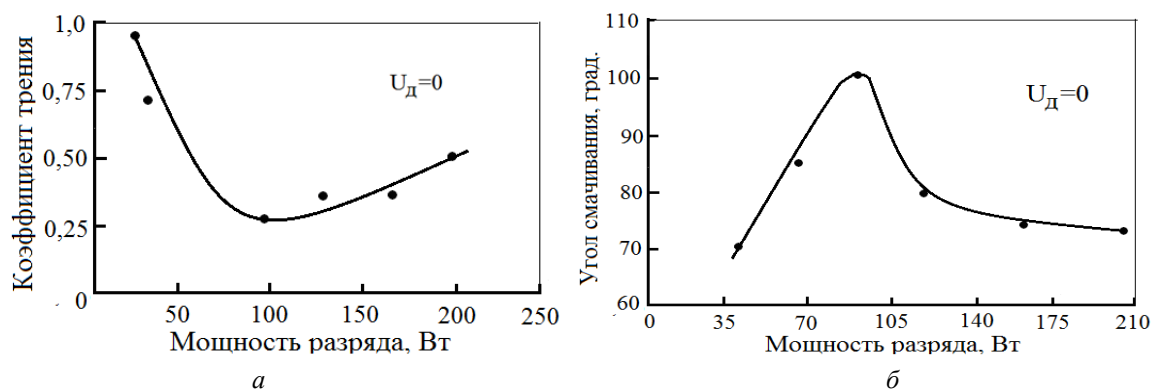 Коэффициент трения
1,0
0,75
0,50
0,25
0
U_д=0
50 100 150 200 250
Мощность разряда, Вт
а
Угол смачивания, град.
110
100
90
80
70
60
U_д=0
0 35 70 105 140 175 210
Мощность разряда, Вт
б